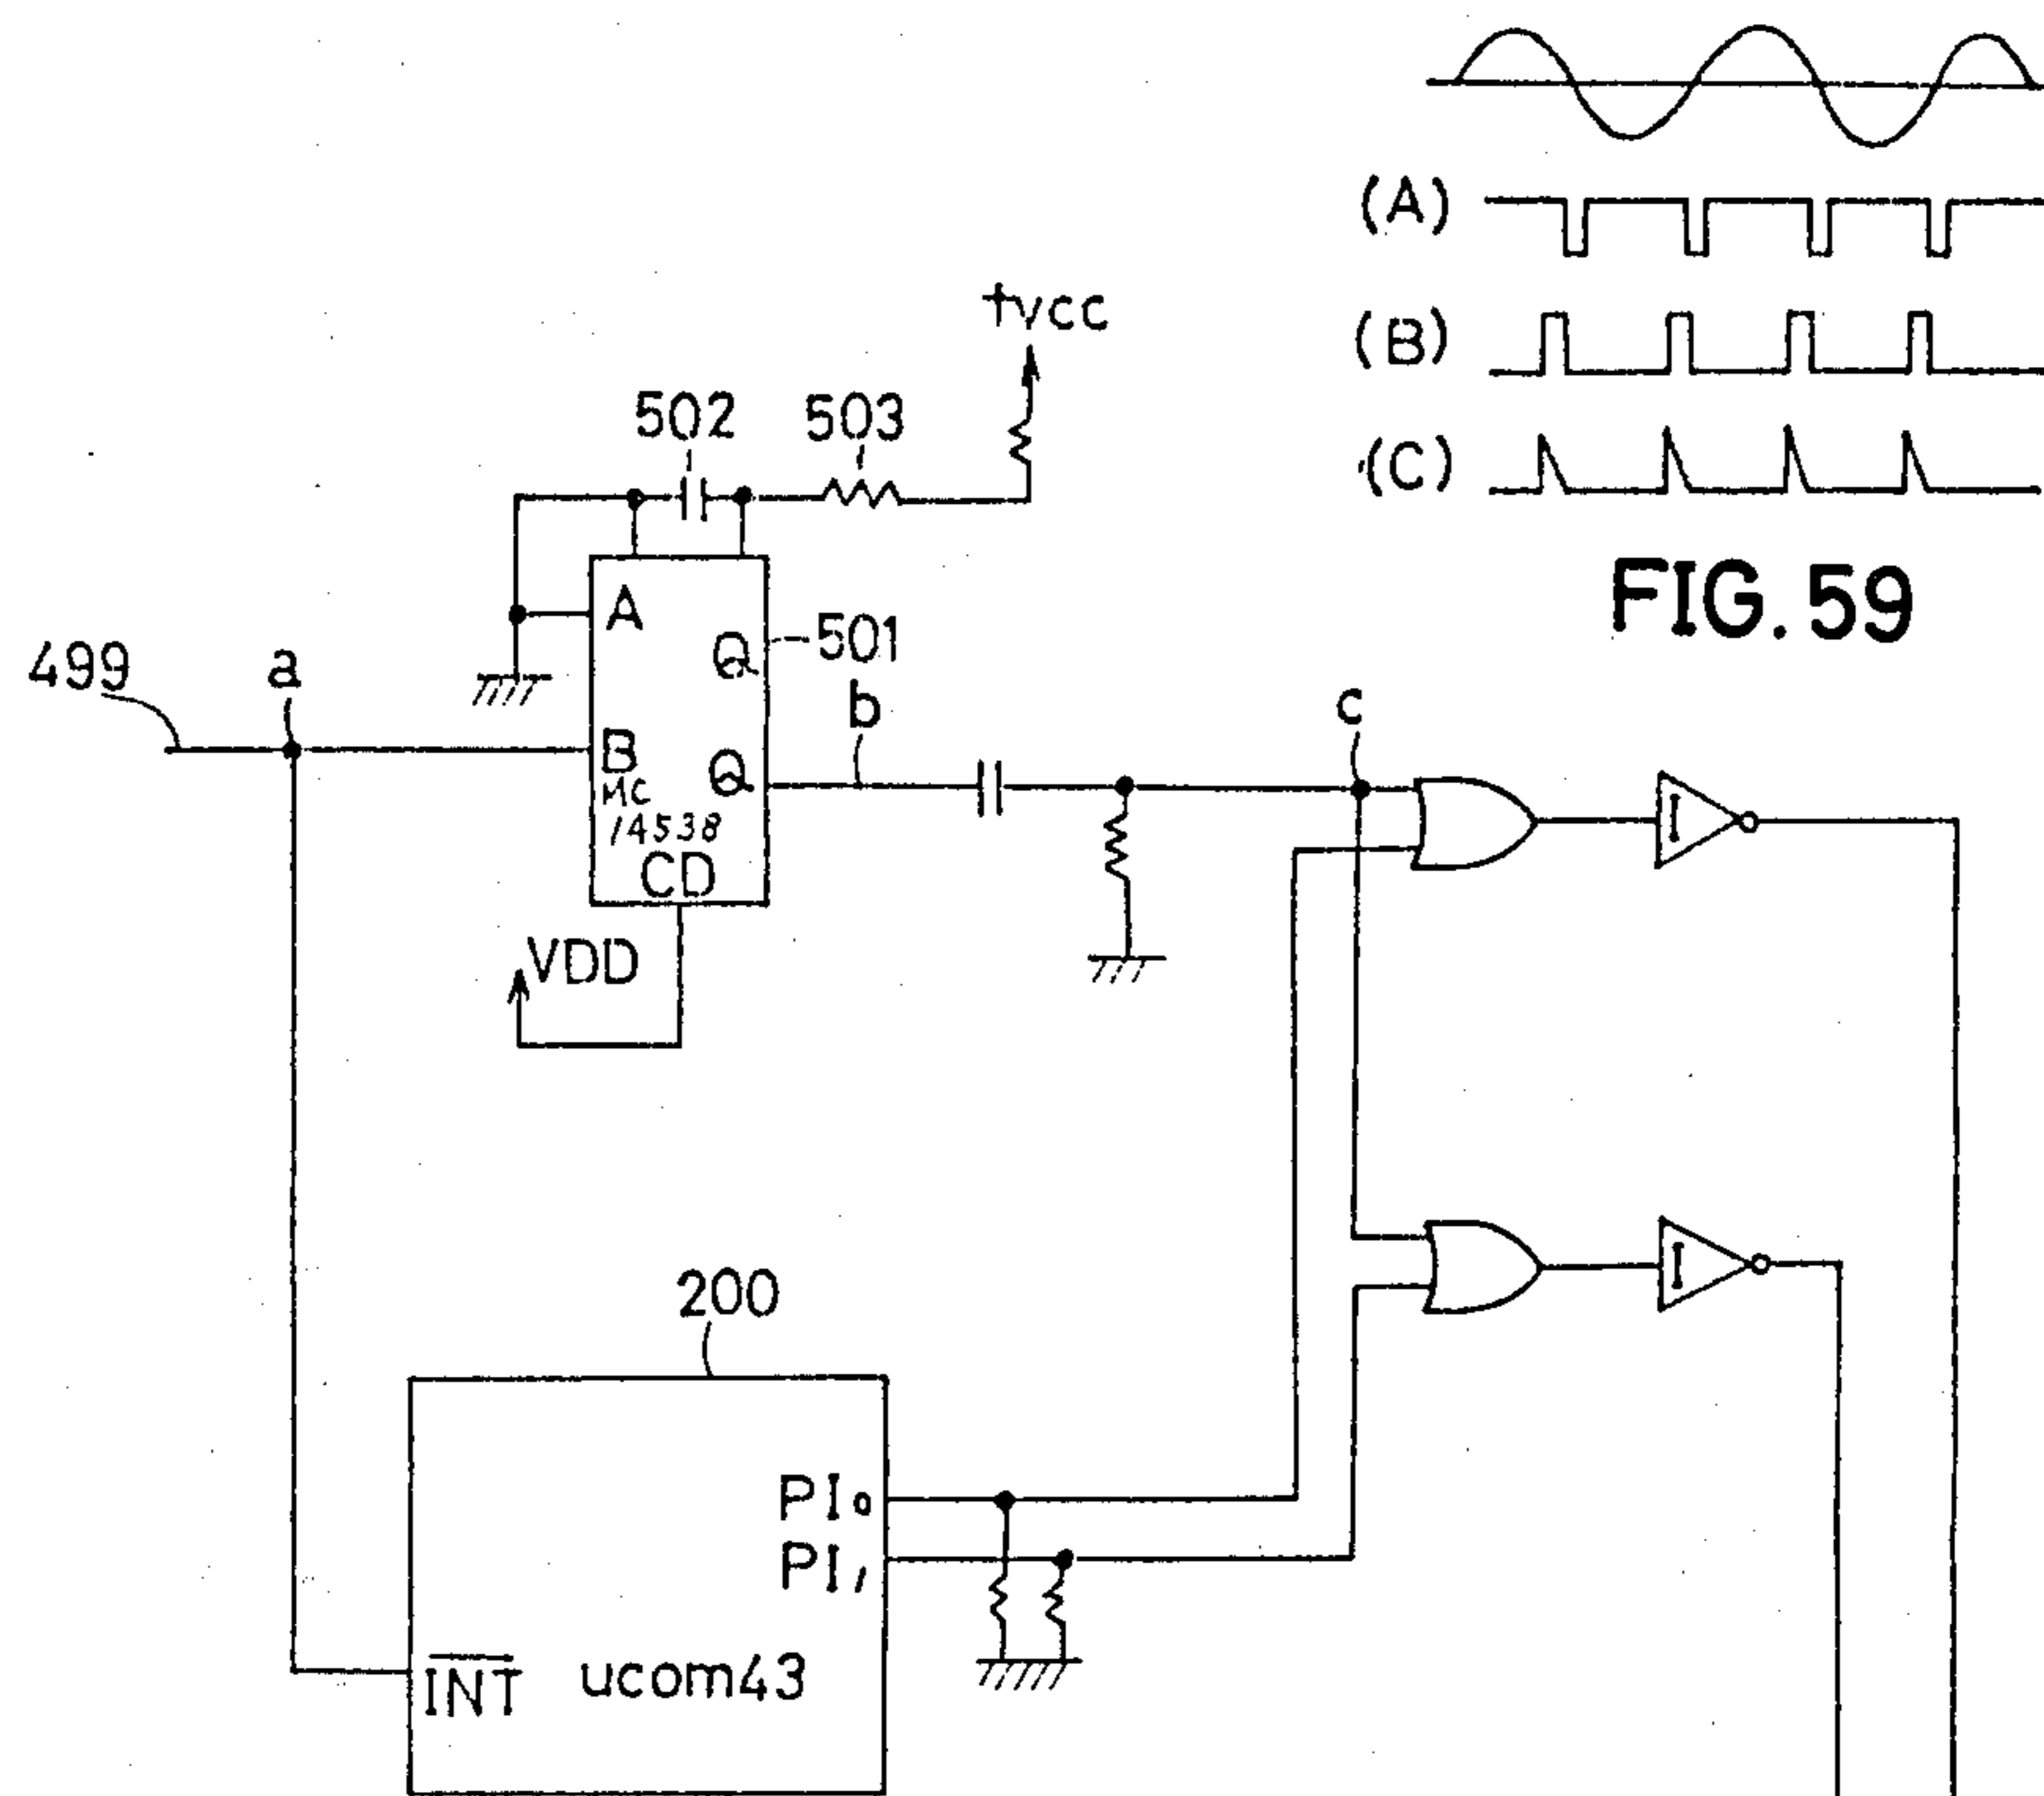 (A)
(B)
(C)
FIG. 59
+vcc
502
503
A
Q
501
499
a
b
c
B
Q
MC
14538
CD
VDD
I
I
200
PI0
PI1
INT
ucom43